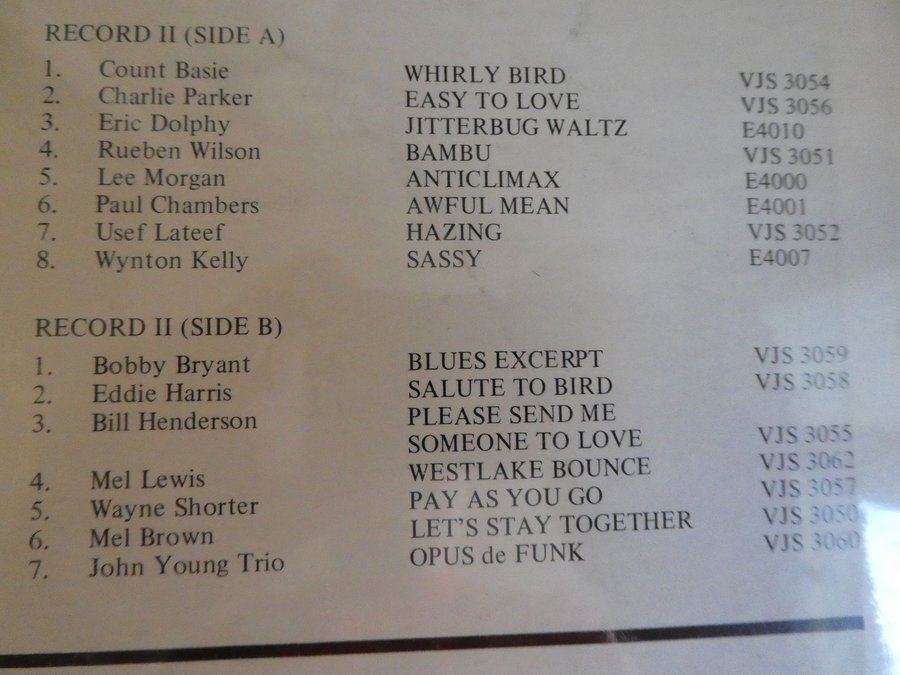 RECORD II (SIDE A)
1. Count Basie WHIRLY BIRD VJS 3054
2. Charlie Parker EASY TO LOVE VJS 3056
3. Eric Dolphy JITTERBUG WALTZ E4010
4. Rueben Wilson BAMBU VJS 3051
5. Lee Morgan ANTICLIMAX E4000
6. Paul Chambers AWFUL MEAN E4001
7. Usef Lateef HAZING VJS 3052
8. Wynton Kelly SASSY E4007
RECORD II (SIDE B)
1. Bobby Bryant BLUES EXCERPT VJS 3059
2. Eddie Harris SALUTE TO BIRD VJS 3058
3. Bill Henderson PLEASE SEND ME
SOMEONE TO LOVE VJS 3055
4. Mel Lewis WESTLAKE BOUNCE VJS 3062
5. Wayne Shorter PAY AS YOU GO VJS 3057
6. Mel Brown LET'S STAY TOGETHER VJS 3050
7. John Young Trio OPUS de FUNK VJS 3060